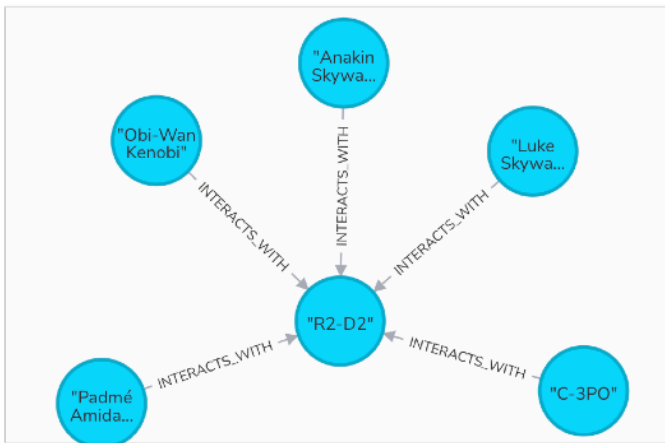 "Anakin
Skywa...
"Obi-Wan
Kenobi"
"Luke
Skywa...
INTERACTS_WITH
INTERACTS_WITH
INTERACTS_WITH
"R2-D2"
INTERACTS_WITH
INTERACTS_WITH
"Padmé
Amida...
"C-3PO"